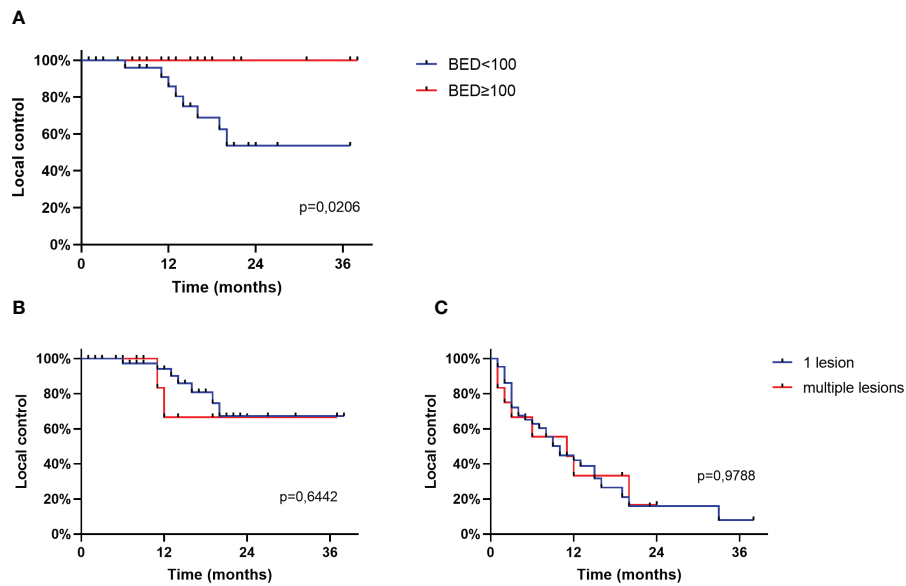 A
100%
80%
60%
40%
20%
0%
Local control
0 12 24 36
Time (months)
p=0,0206
BED<100
BED≥100
B
100%
80%
60%
40%
20%
0%
Local control
0 12 24 36
Time (months)
p=0,6442
C
100%
80%
60%
40%
20%
0%
Local control
0 12 24 36
Time (months)
p=0,9788
1 lesion
multiple lesions